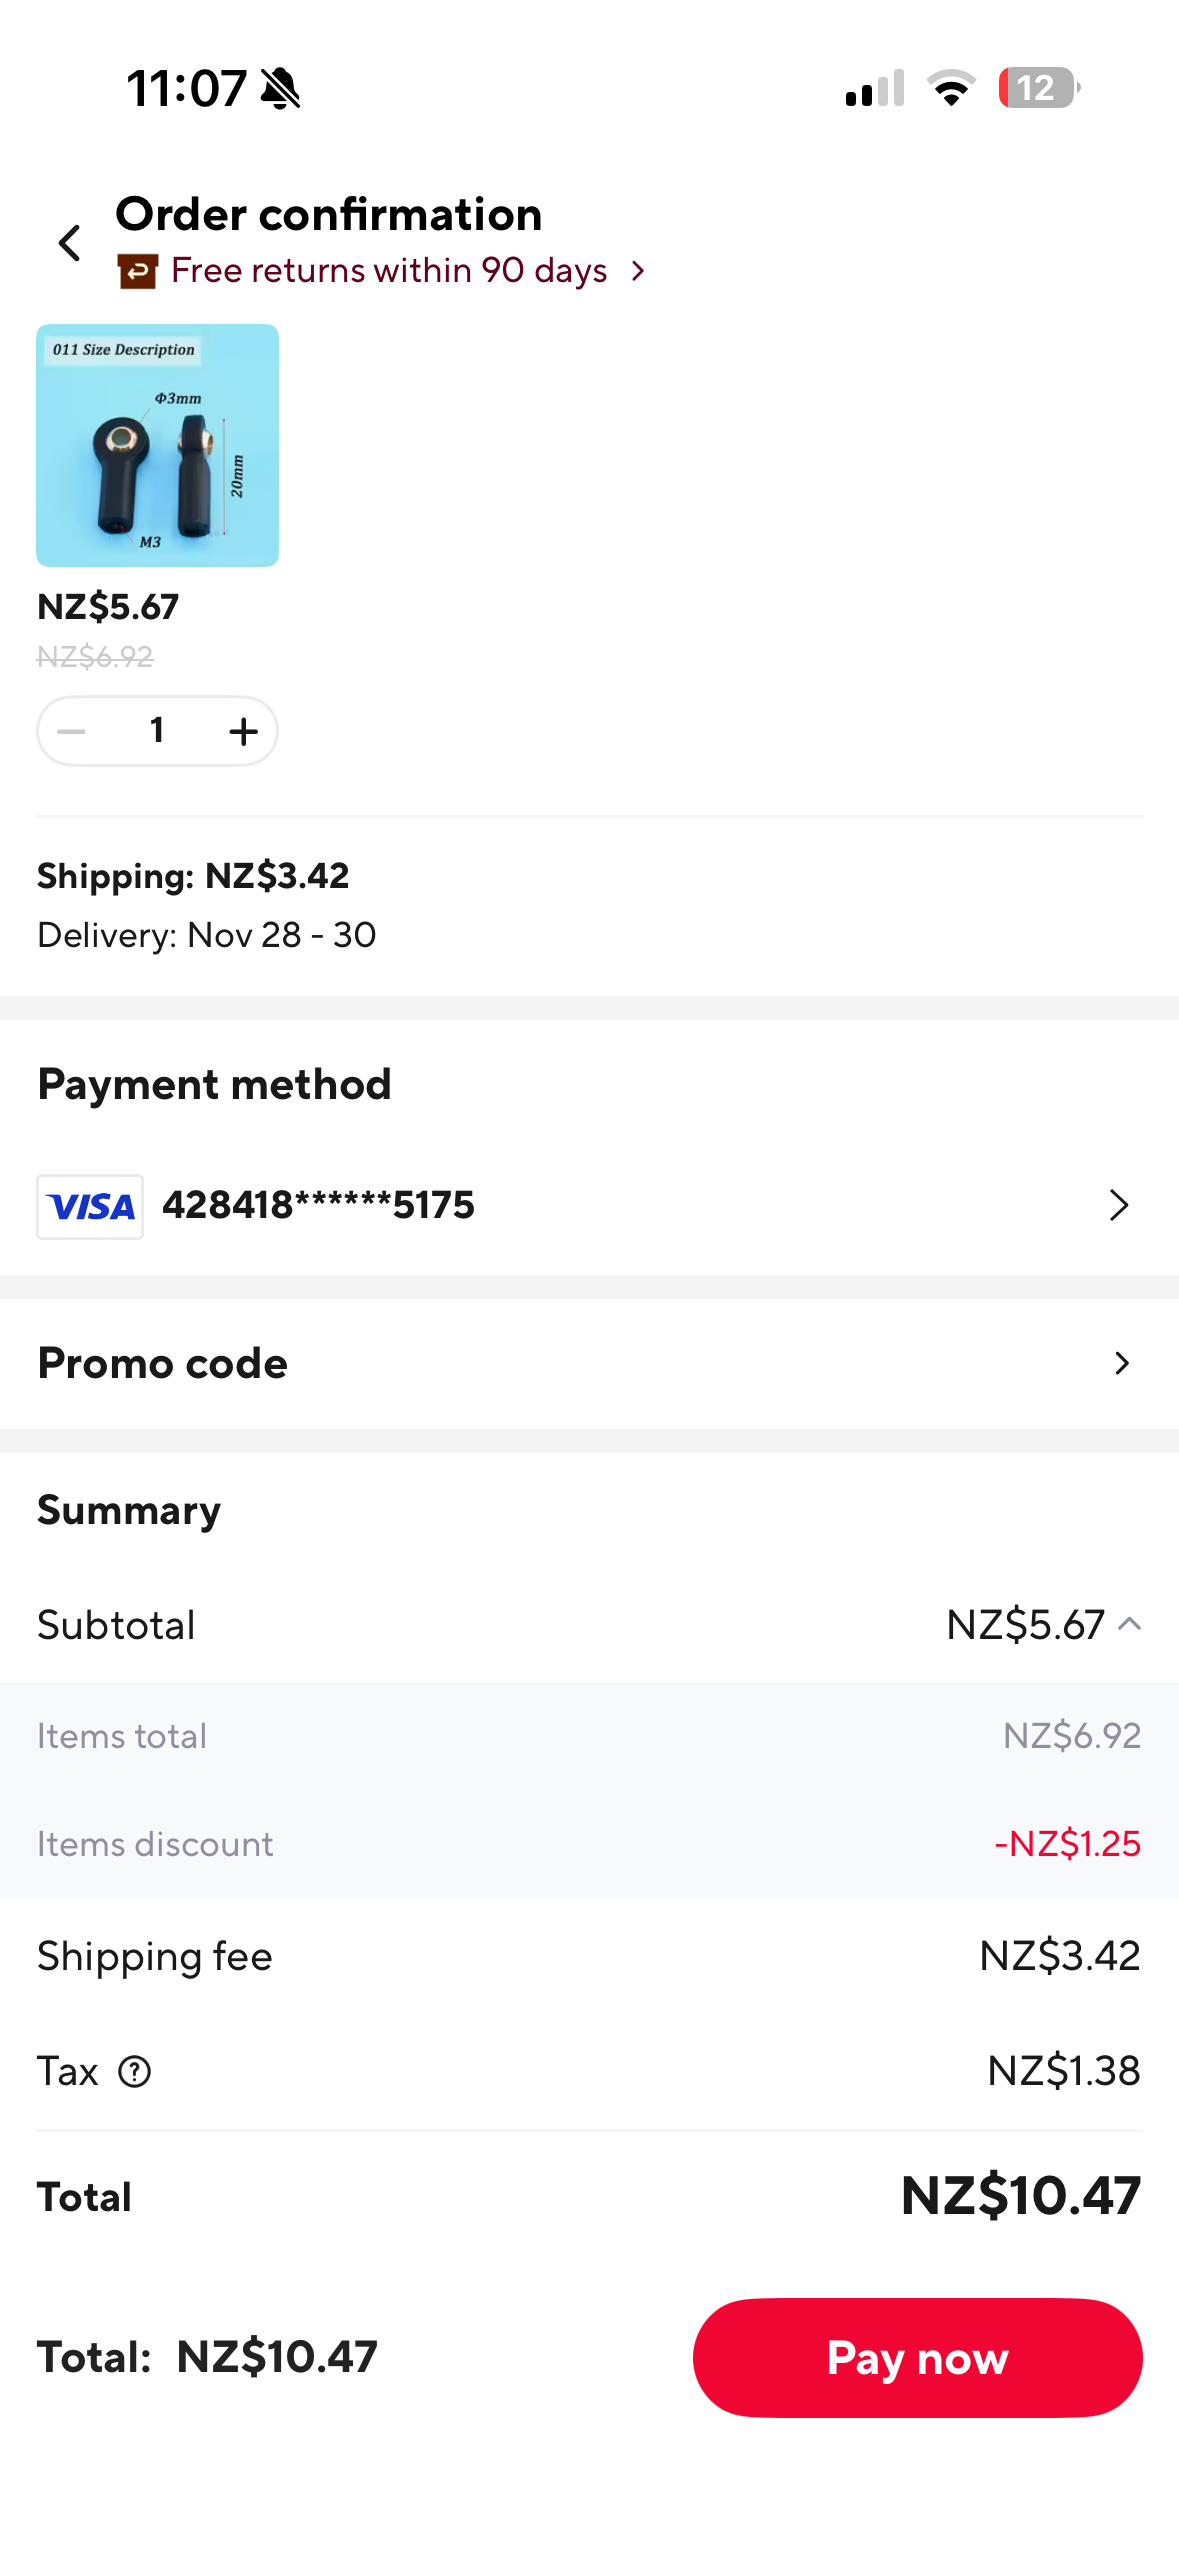 11:07
12
Order confirmation
Free returns within 90 days
011 Size Description
Φ3mm
20mm
M3
NZ$5.67
NZ$6.92
1
Shipping: NZ$3.42
Delivery: Nov 28 - 30
Payment method
VISA 428418******5175
Promo code
Summary
Subtotal NZ$5.67
Items total NZ$6.92
Items discount -NZ$1.25
Shipping fee NZ$3.42
Tax ? NZ$1.38
Total NZ$10.47
Total: NZ$10.47 Pay now